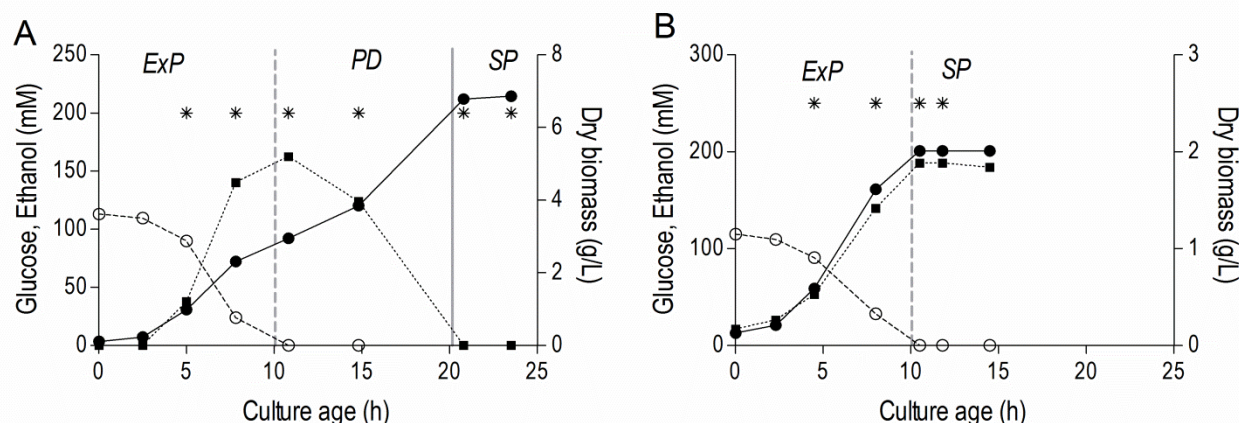 A
B
ExP PD SP
ExP SP
250
200
150
100
50
0
8
6
4
2
0
0 5 10 15 20 25
Glucose, Ethanol (mM)
Dry biomass (g/L)
Culture age (h)
300
200
100
0
3
2
1
0
0 5 10 15 20 25
Glucose, Ethanol (mM)
Dry biomass (g/L)
Culture age (h)